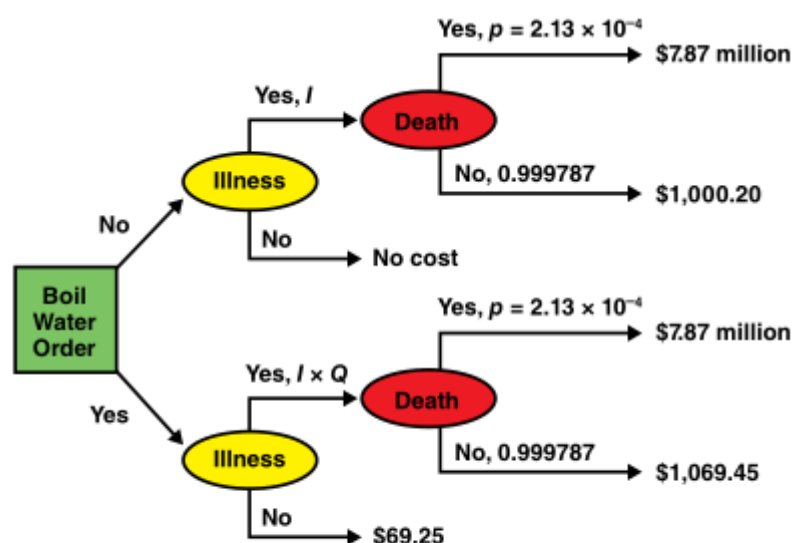 Yes, p = 2.13 × 10⁻⁴
$7.87 million
Yes, I
Death
No, 0.999787
$1,000.20
Illness
No
No cost
No
Boil
Water
Order
Yes
Yes, p = 2.13 × 10⁻⁴
$7.87 million
Yes, I × Q
Death
No, 0.999787
$1,069.45
Illness
No
$69.25